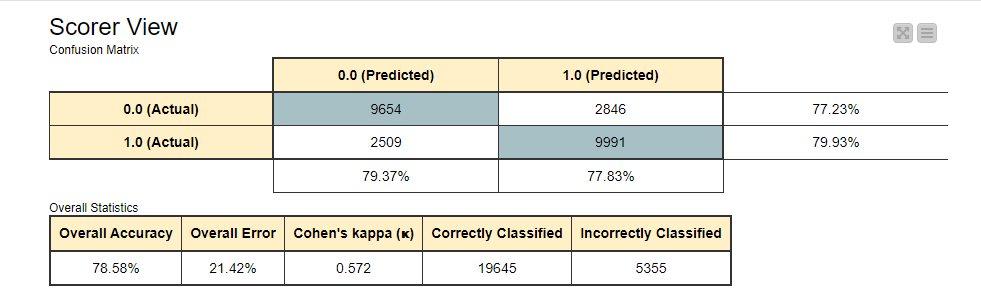 Scorer View
Confusion Matrix
0.0 (Predicted) 1.0 (Predicted)
0.0 (Actual) 9654 2846 77.23%
1.0 (Actual) 2509 9991 79.93%
79.37% 77.83%
Overall Statistics
Overall Accuracy Overall Error Cohen's kappa (κ) Correctly Classified Incorrectly Classified
78.58% 21.42% 0.572 19645 5355